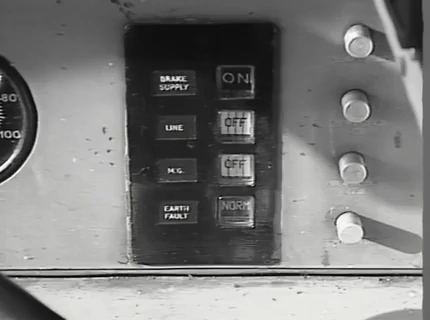 BRAKE SUPPLY
ON
LINE
OFF
M.G.
OFF
EARTH FAULT
NORM
80
100